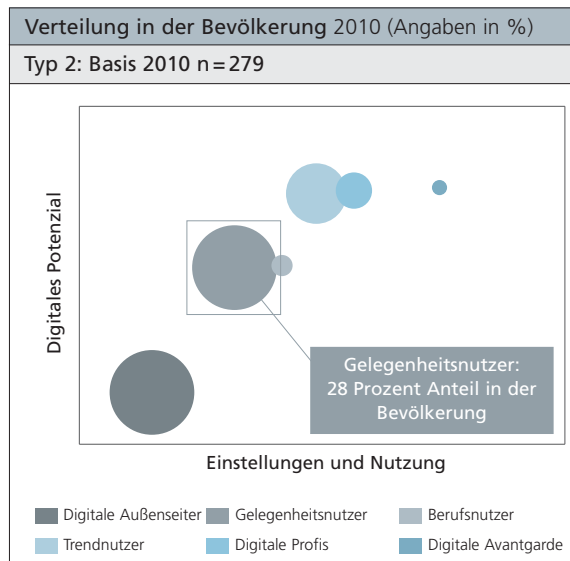 Verteilung in der Bevölkerung 2010 (Angaben in %)
Typ 2: Basis 2010 n = 279
Digitales Potenzial
Gelegenheitsnutzer:
28 Prozent Anteil in der
Bevölkerung
Einstellungen und Nutzung
Digitale Außenseiter Gelegenheitsnutzer Berufsnutzer
Trendnutzer Digitale Profis Digitale Avantgarde